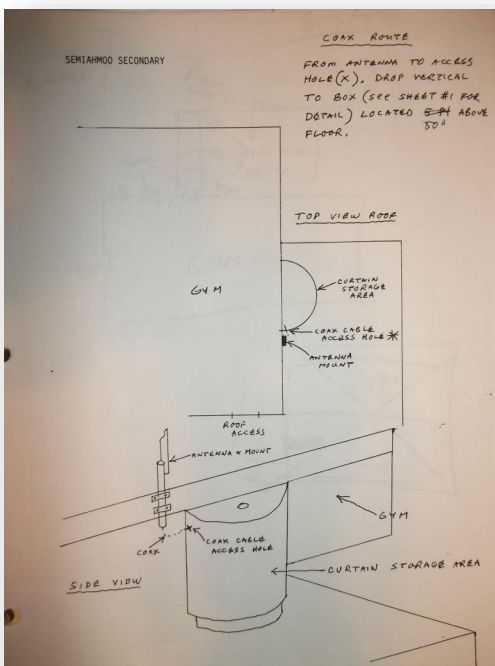 SEMIAHMOO SECONDARY
COAX ROUTE
FROM ANTENNA TO ACCESS
HOLE(X). DROP VERTICAL
TO BOX (SEE SHEET #1 FOR
DETAIL) LOCATED ABOVE
50"
FLOOR.
TOP VIEW ROOF
GYM
CURTAIN
STORAGE
AREA
COAX CABLE
ACCESS HOLE *
ANTENNA
MOUNT
ROOF
ACCESS
ANTENNA & MOUNT
GYM
COAX
COAX CABLE
ACCESS HOLE
CURTAIN STORAGE AREA
SIDE VIEW